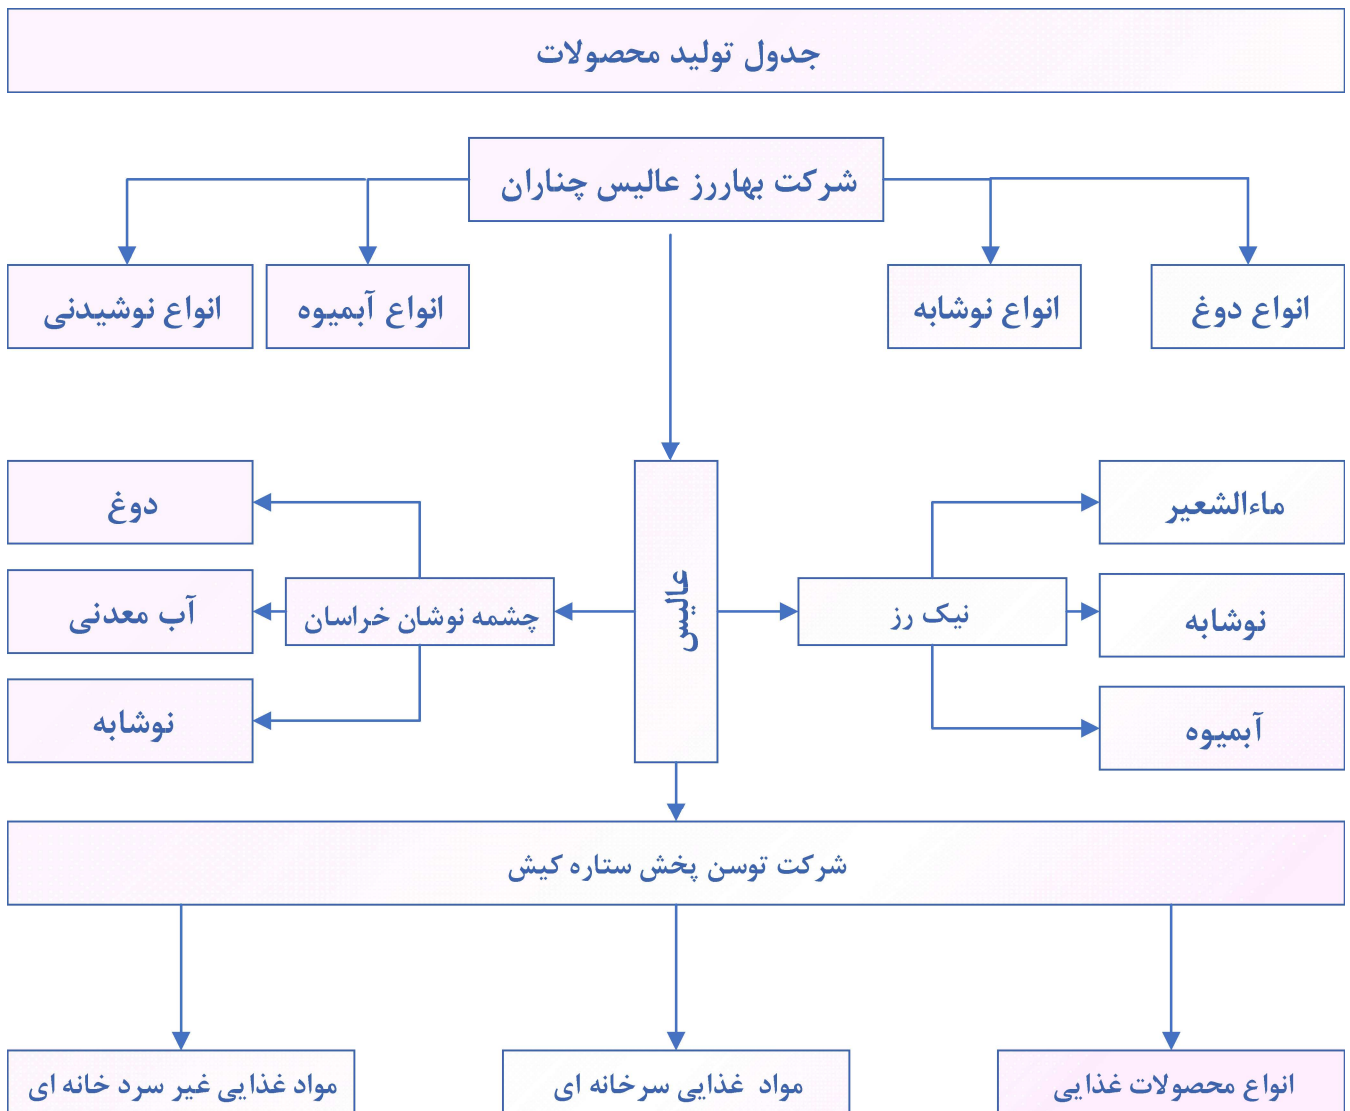 جدول تولید محصولات
شرکت بهاررز عالیس چناران
انواع دوغ
انواع نوشابه
انواع آبمیوه
انواع نوشیدنی
ماءالشعیر
نوشابه
آبمیوه
نیک رز
عالیس
چشمه نوشان خراسان
دوغ
آب معدنی
نوشابه
شرکت توسن پخش ستاره کیش
انواع محصولات غذایی
مواد غذایی سرخانه ای
مواد غذایی غیر سرد خانه ای